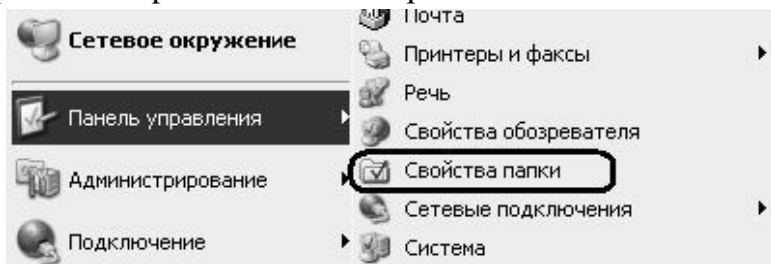 Сетевое окружение
Панель управления
Администрирование
Подключение
Почта
Принтеры и факсы
Речь
Свойства обозревателя
Свойства папки
Сетевые подключения
Система